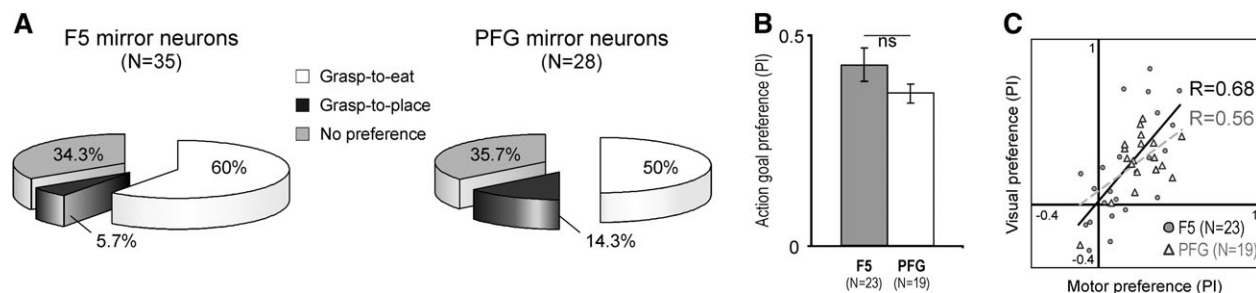 A
F5 mirror neurons
(N=35)
PFG mirror neurons
(N=28)
Grasp-to-eat
Grasp-to-place
No preference
34.3%
60%
5.7%
35.7%
50%
14.3%
B
Action goal preference (PI)
0.5
0
ns
F5
(N=23)
PFG
(N=19)
C
Visual preference (PI)
1
R=0.68
R=0.56
-0.4
1
-0.4
F5 (N=23)
PFG (N=19)
Motor preference (PI)